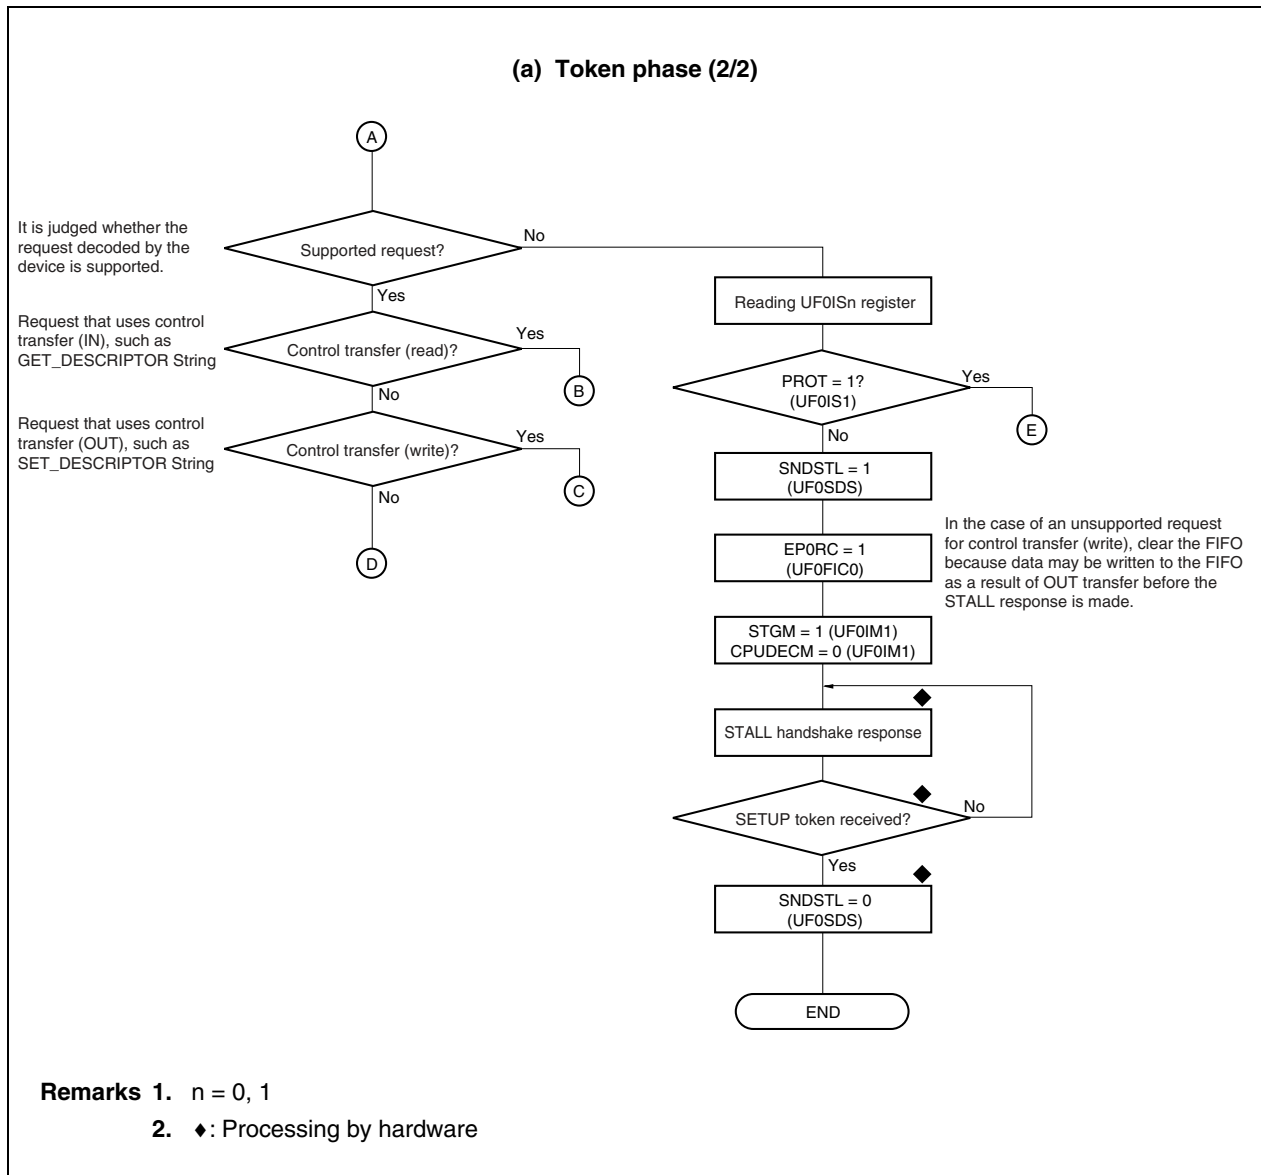 (a) Token phase (2/2)
A
It is judged whether the
request decoded by the
device is supported.
Supported request?
No
Yes
Reading UF0ISn register
Request that uses control
transfer (IN), such as
GET_DESCRIPTOR String
Control transfer (read)?
Yes
B
No
PROT = 1?
(UF0IS1)
Yes
E
No
Request that uses control
transfer (OUT), such as
SET_DESCRIPTOR String
Control transfer (write)?
Yes
C
No
D
SNDSTL = 1
(UF0SDS)
EP0RC = 1
(UF0FIC0)
In the case of an unsupported request
for control transfer (write), clear the FIFO
because data may be written to the FIFO
as a result of OUT transfer before the
STALL response is made.
STGM = 1 (UF0IM1)
CPUDECM = 0 (UF0IM1)
◆
STALL handshake response
◆
SETUP token received?
No
Yes
◆
SNDSTL = 0
(UF0SDS)
END
Remarks 1. n = 0, 1
2. ♦: Processing by hardware